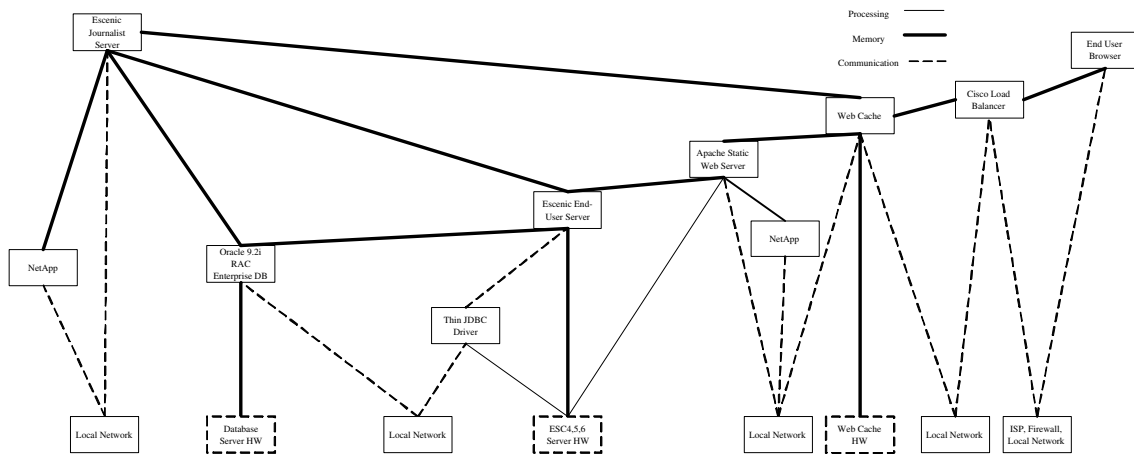 Escenic
Journalist
Server
Processing
Memory
Communication
End User
Browser
Cisco Load
Balancer
Web Cache
Apache Static
Web Server
Escenic End-
User Server
NetApp
NetApp
Oracle 9.2i
RAC
Enterprise DB
Thin JDBC
Driver
Local Network
Database
Server HW
Local Network
ESC4,5,6
Server HW
Local Network
Web Cache
HW
Local Network
ISP, Firewall,
Local Network